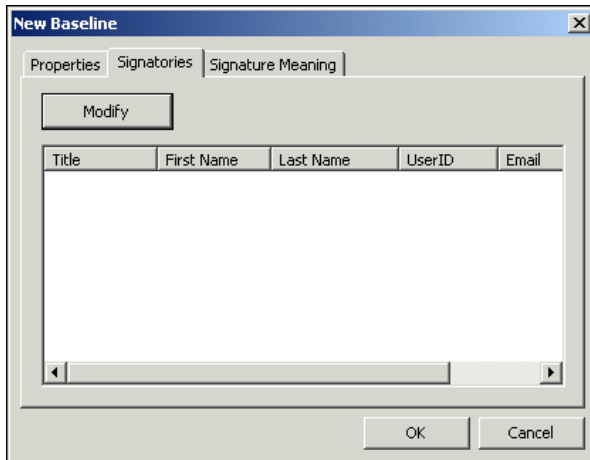 New Baseline
Properties Signatories Signature Meaning
Modify
Title First Name Last Name UserID Email
OK Cancel